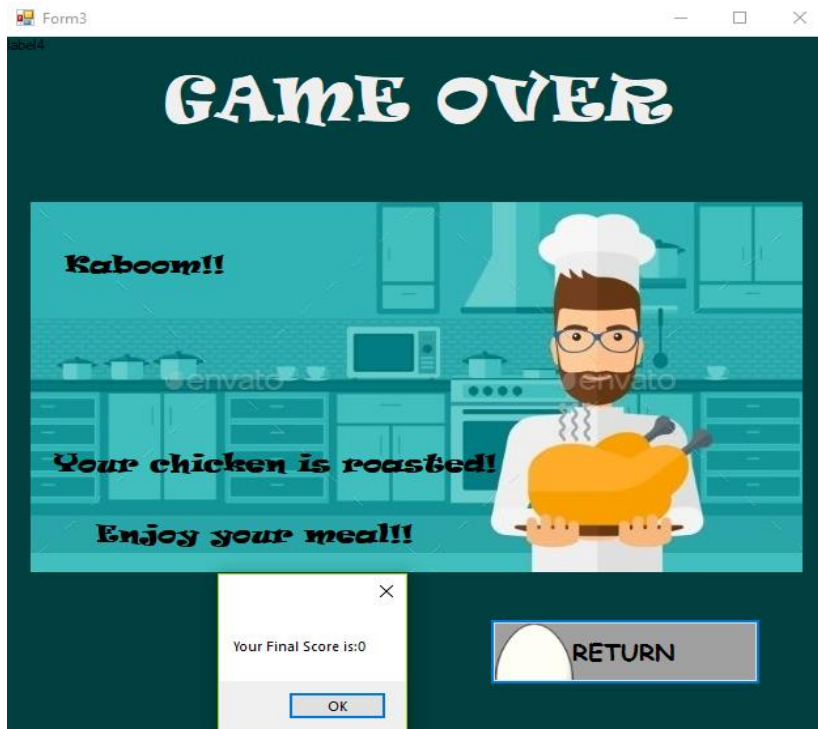 Form3
label4
GAME OVER
Kaboom!!
envato
envato
Your chicken is roasted!
Enjoy your meal!!
Your Final Score is:0
OK
RETURN